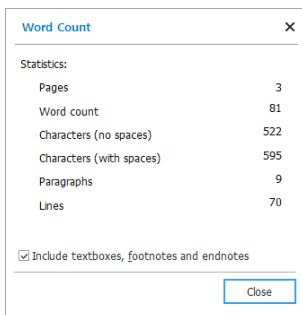 Word Count
Statistics:
Pages 3
Word count 81
Characters (no spaces) 522
Characters (with spaces) 595
Paragraphs 9
Lines 70
Include textboxes, footnotes and endnotes
Close